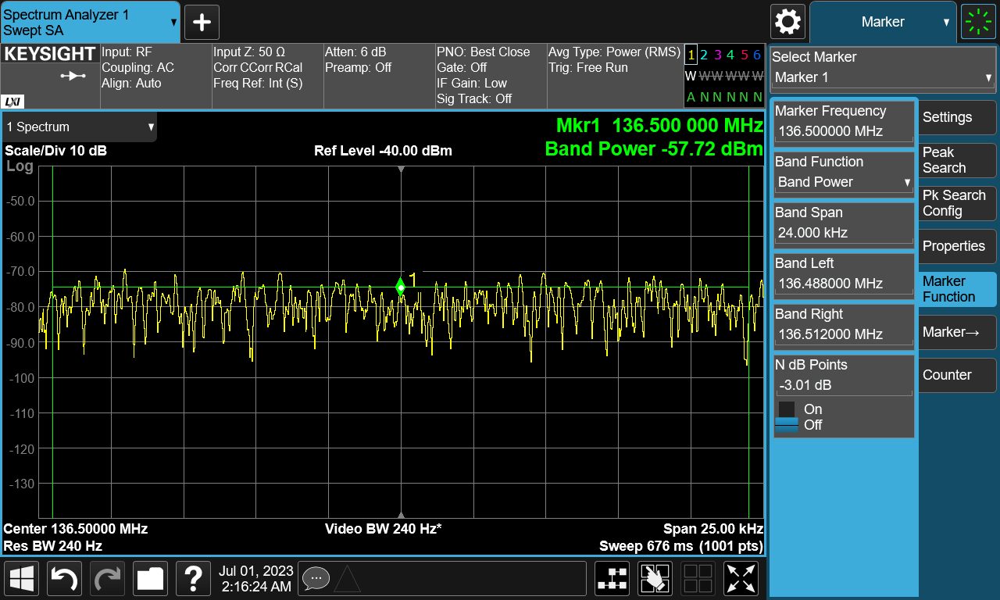 Spectrum Analyzer 1
Swept SA
Marker
KEYSIGHT
LXI
Input: RF
Coupling: AC
Align: Auto
Input Z: 50 Ω
Corr CCorr RCal
Freq Ref: Int (S)
Atten: 6 dB
Preamp: Off
PNO: Best Close
Gate: Off
IF Gain: Low
Sig Track: Off
Avg Type: Power (RMS)
Trig: Free Run
1 2 3 4 5 6
W W W W W W
A N N N N N
1 Spectrum
Mkr1 136.500 000 MHz
Scale/Div 10 dB
Ref Level -40.00 dBm
Band Power -57.72 dBm
Log
-50.0
-60.0
-70.0
-80.0
-90.0
-100
-110
-120
-130
1
Center 136.50000 MHz
Video BW 240 Hz*
Span 25.00 kHz
Res BW 240 Hz
Sweep 676 ms (1001 pts)
Jul 01, 2023
2:16:24 AM
Select Marker
Marker 1
Marker Frequency
136.500000 MHz
Band Function
Band Power
Band Span
24.000 kHz
Band Left
136.488000 MHz
Band Right
136.512000 MHz
N dB Points
-3.01 dB
On
Off
Settings
Peak
Search
Pk Search
Config
Properties
Marker
Function
Marker→
Counter